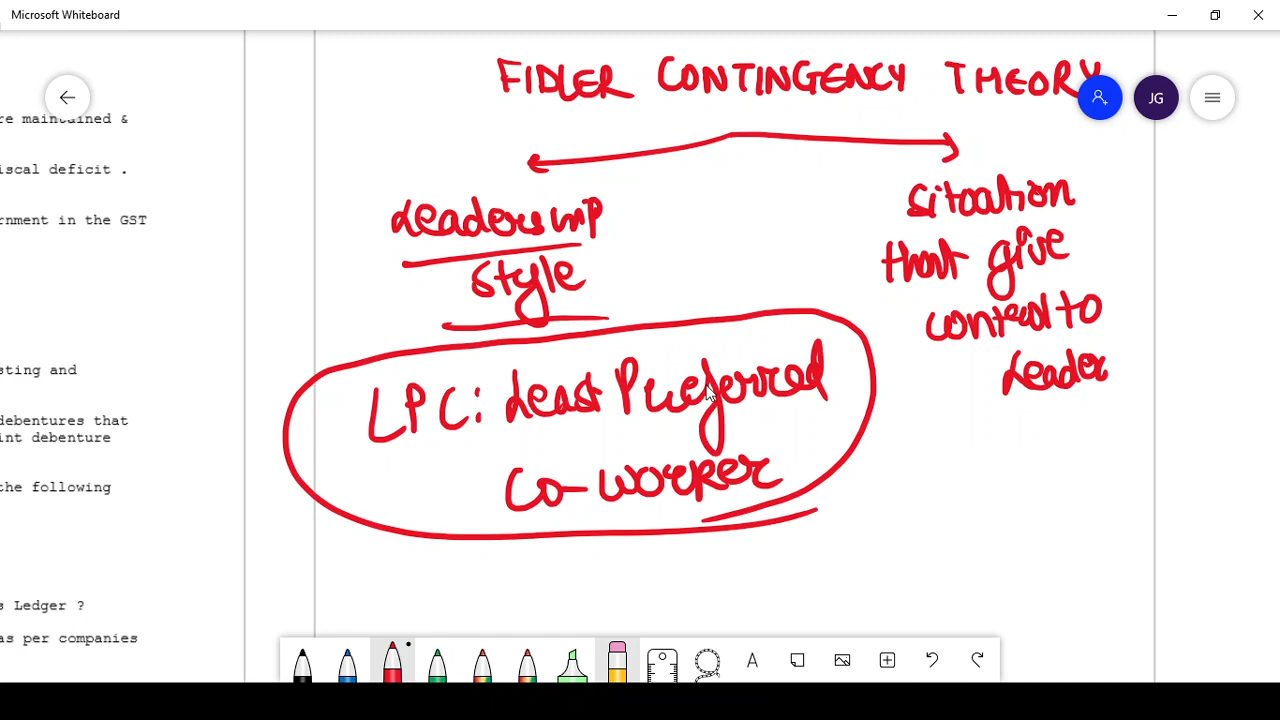 Microsoft Whiteboard
re maintained &
iscal deficit .
rnment in the GST
sting and
debentures that
int debenture
the following
s Ledger ?
as per companies
FIDLER CONTINGENCY THEORY
JG
Leadership
style
situation
that give
control to
Leader
LPC: Least Preferred
Co-worker
A